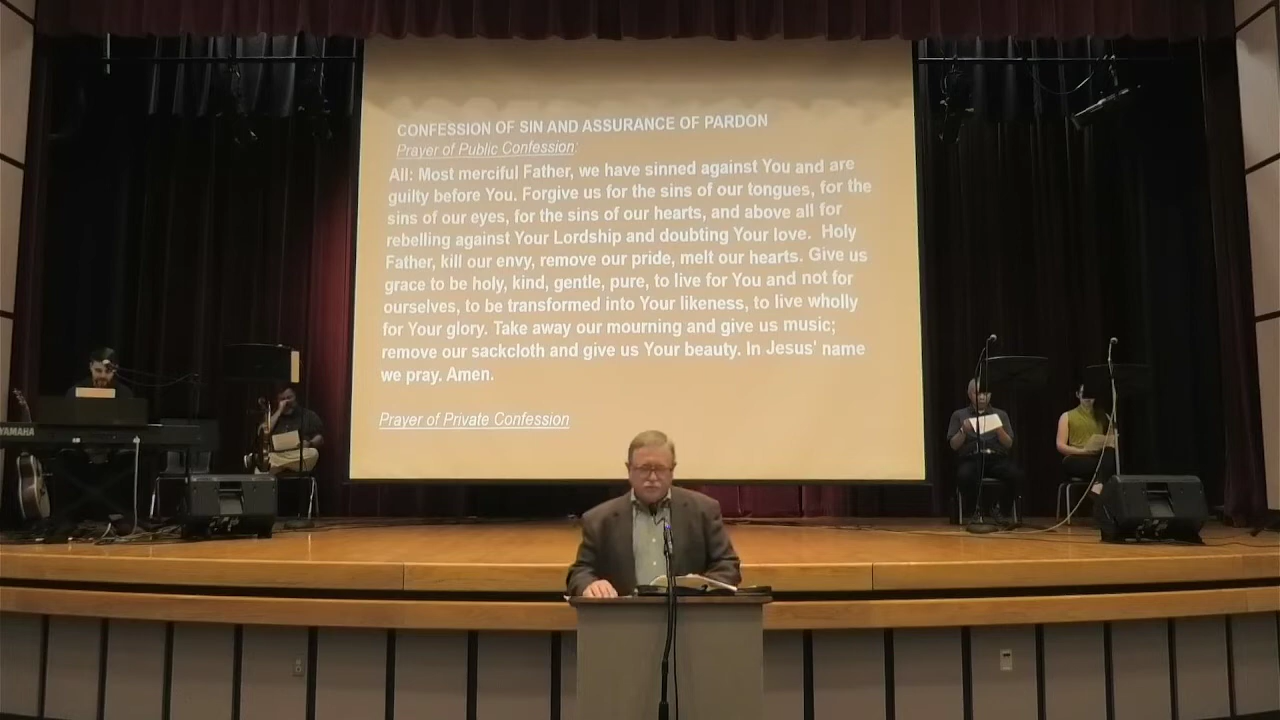 CONFESSION OF SIN AND ASSURANCE OF PARDON
Prayer of Public Confession:
All: Most merciful Father, we have sinned against You and are
guilty before You. Forgive us for the sins of our tongues, for the
sins of our eyes, for the sins of our hearts, and above all for
rebelling against Your Lordship and doubting Your love.  Holy
Father, kill our envy, remove our pride, melt our hearts. Give us
grace to be holy, kind, gentle, pure, to live for You and not for
ourselves, to be transformed into Your likeness, to live wholly
for Your glory. Take away our mourning and give us music;
remove our sackcloth and give us Your beauty. In Jesus' name
we pray. Amen.
Prayer of Private Confession
YAMAHA